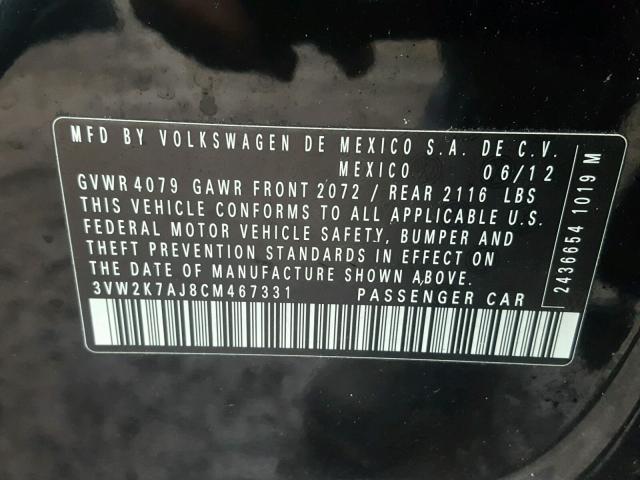 MFD BY VOLKSWAGEN DE MEXICO S.A. DE C.V.
MEXICO 06/12
GVWR 4079 GAWR FRONT 2072 / REAR 2116 LBS
THIS VEHICLE CONFORMS TO ALL APPLICABLE U.S.
FEDERAL MOTOR VEHICLE SAFETY, BUMPER AND
THEFT PREVENTION STANDARDS IN EFFECT ON
THE DATE OF MANUFACTURE SHOWN ABOVE.
3VW2K7AJ8CM467331 PASSENGER CAR
2436654 1019 M